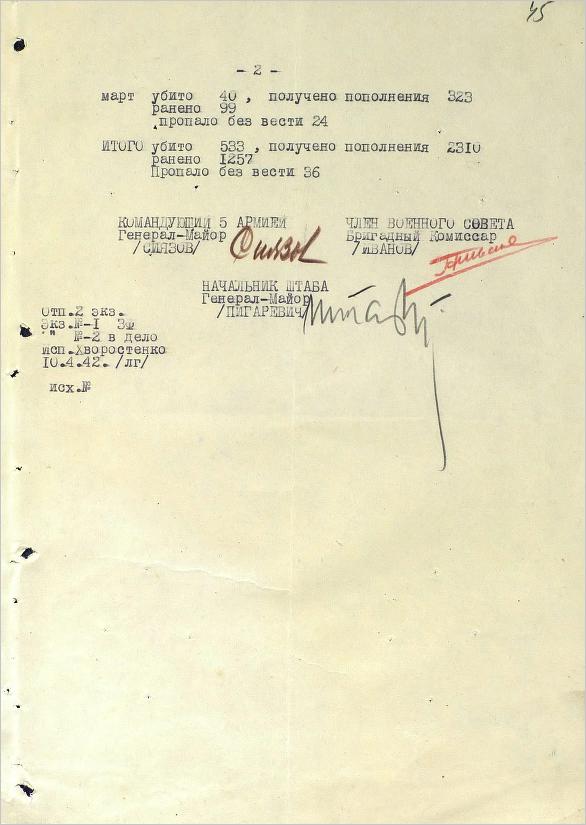 45
- 2 -
март убито 40 , получено пополнения 323
ранено 99
пропало без вести 24
ИТОГО убито 533 , получено пополнения 2310
ранено 1257
Пропало без вести 36
КОМАНДУЮЩИЙ 5 АРМИЕЙ ЧЛЕН ВОЕННОГО СОВЕТА
Генерал-Майор Бригадный Комиссар
/СИЯЗОВ/ Сиязов /ИВАНОВ/
НАЧАЛЬНИК ШТАБА
Генерал-Майор
/ПИГАРЕВИЧ/
Отп.2 экз.
Экз.№-1 ЗФ
"   №-2 в дело
исп.Хворостенко
10.4.42. /лг/
исх.№